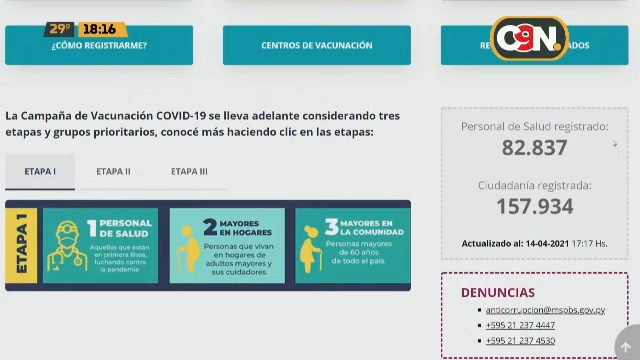 29° 18:16
C9N
¿CÓMO REGISTRARME?
CENTROS DE VACUNACIÓN
La Campaña de Vacunación COVID-19 se lleva adelante considerando tres
etapas y grupos prioritarios, conocé más haciendo clic en las etapas:
ETAPA I
ETAPA II
ETAPA III
ETAPA 1
1 PERSONAL
DE SALUD
Aquellos que están
en primera línea,
luchando contra
la pandemia
2 MAYORES
EN HOGARES
Personas que vivan
en hogares de
adultos mayores y
sus cuidadores.
3 MAYORES EN
LA COMUNIDAD
Personas mayores
de 60 años
de todo el país.
Personal de Salud registrado:
82.837
Ciudadanía registrada:
157.934
Actualizado al: 14-04-2021 17:17 Hs.
DENUNCIAS
anticorrupcion@mspbs.gov.py
+595 21 237 4447
+595 21 237 4530